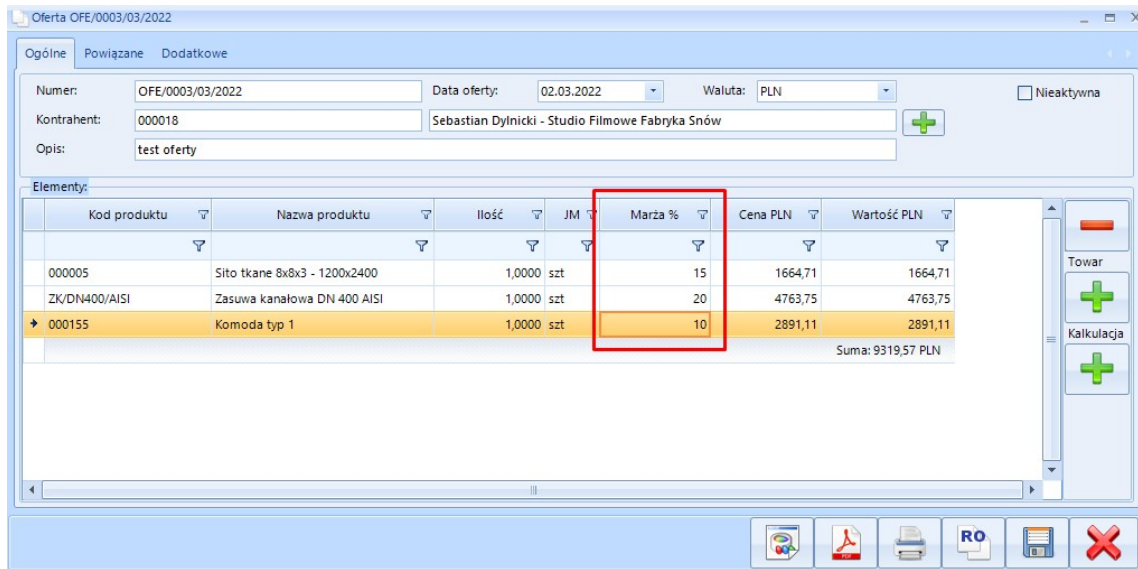 Oferta OFE/0003/03/2022
Ogólne Powiązane Dodatkowe
Numer: OFE/0003/03/2022 Data oferty: 02.03.2022 Waluta: PLN Nieaktywna
Kontrahent: 000018 Sebastian Dylnicki - Studio Filmowe Fabryka Snów
Opis: test oferty
Elementy:
Kod produktu Nazwa produktu Ilość JM Marża % Cena PLN Wartość PLN
000005 Sito tkane 8x8x3 - 1200x2400 1,0000 szt 15 1664,71 1664,71
ZK/DN400/AISI Zasuwa kanałowa DN 400 AISI 1,0000 szt 20 4763,75 4763,75
000155 Komoda typ 1 1,0000 szt 10 2891,11 2891,11
Suma: 9319,57 PLN
Towar
Kalkulacja
PDF
RO